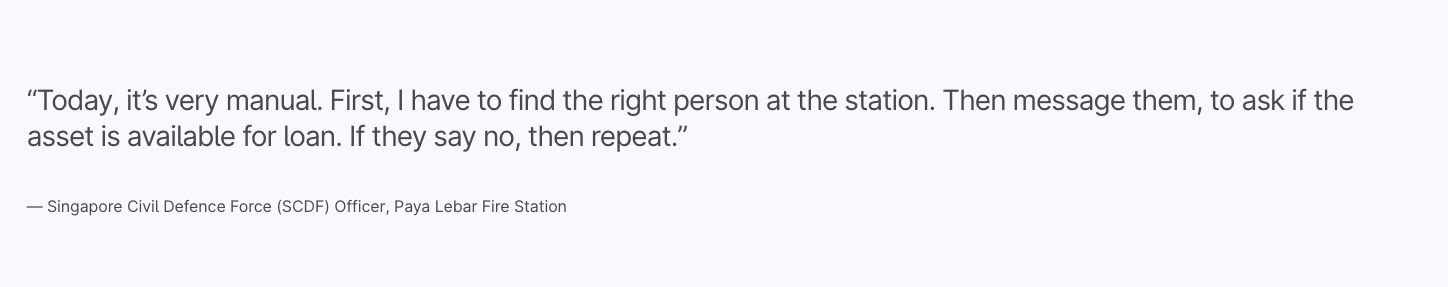 “Today, it’s very manual. First, I have to find the right person at the station. Then message them, to ask if the
asset is available for loan. If they say no, then repeat.”
— Singapore Civil Defence Force (SCDF) Officer, Paya Lebar Fire Station